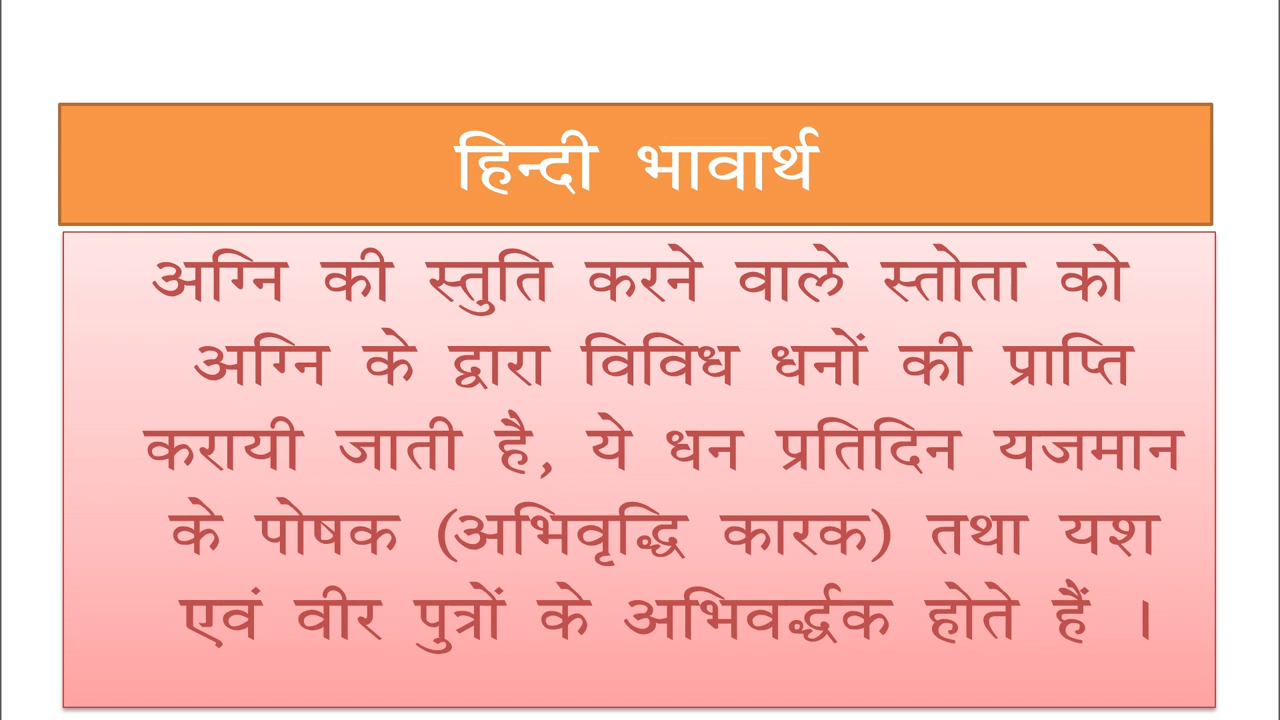 हिन्दी भावार्थ
अग्नि की स्तुति करने वाले स्तोता को
अग्नि के द्वारा विविध धनों की प्राप्ति
करायी जाती है, ये धन प्रतिदिन यजमान
के पोषक (अभिवृद्धि कारक) तथा यश
एवं वीर पुत्रों के अभिवर्द्धक होते हैं ।